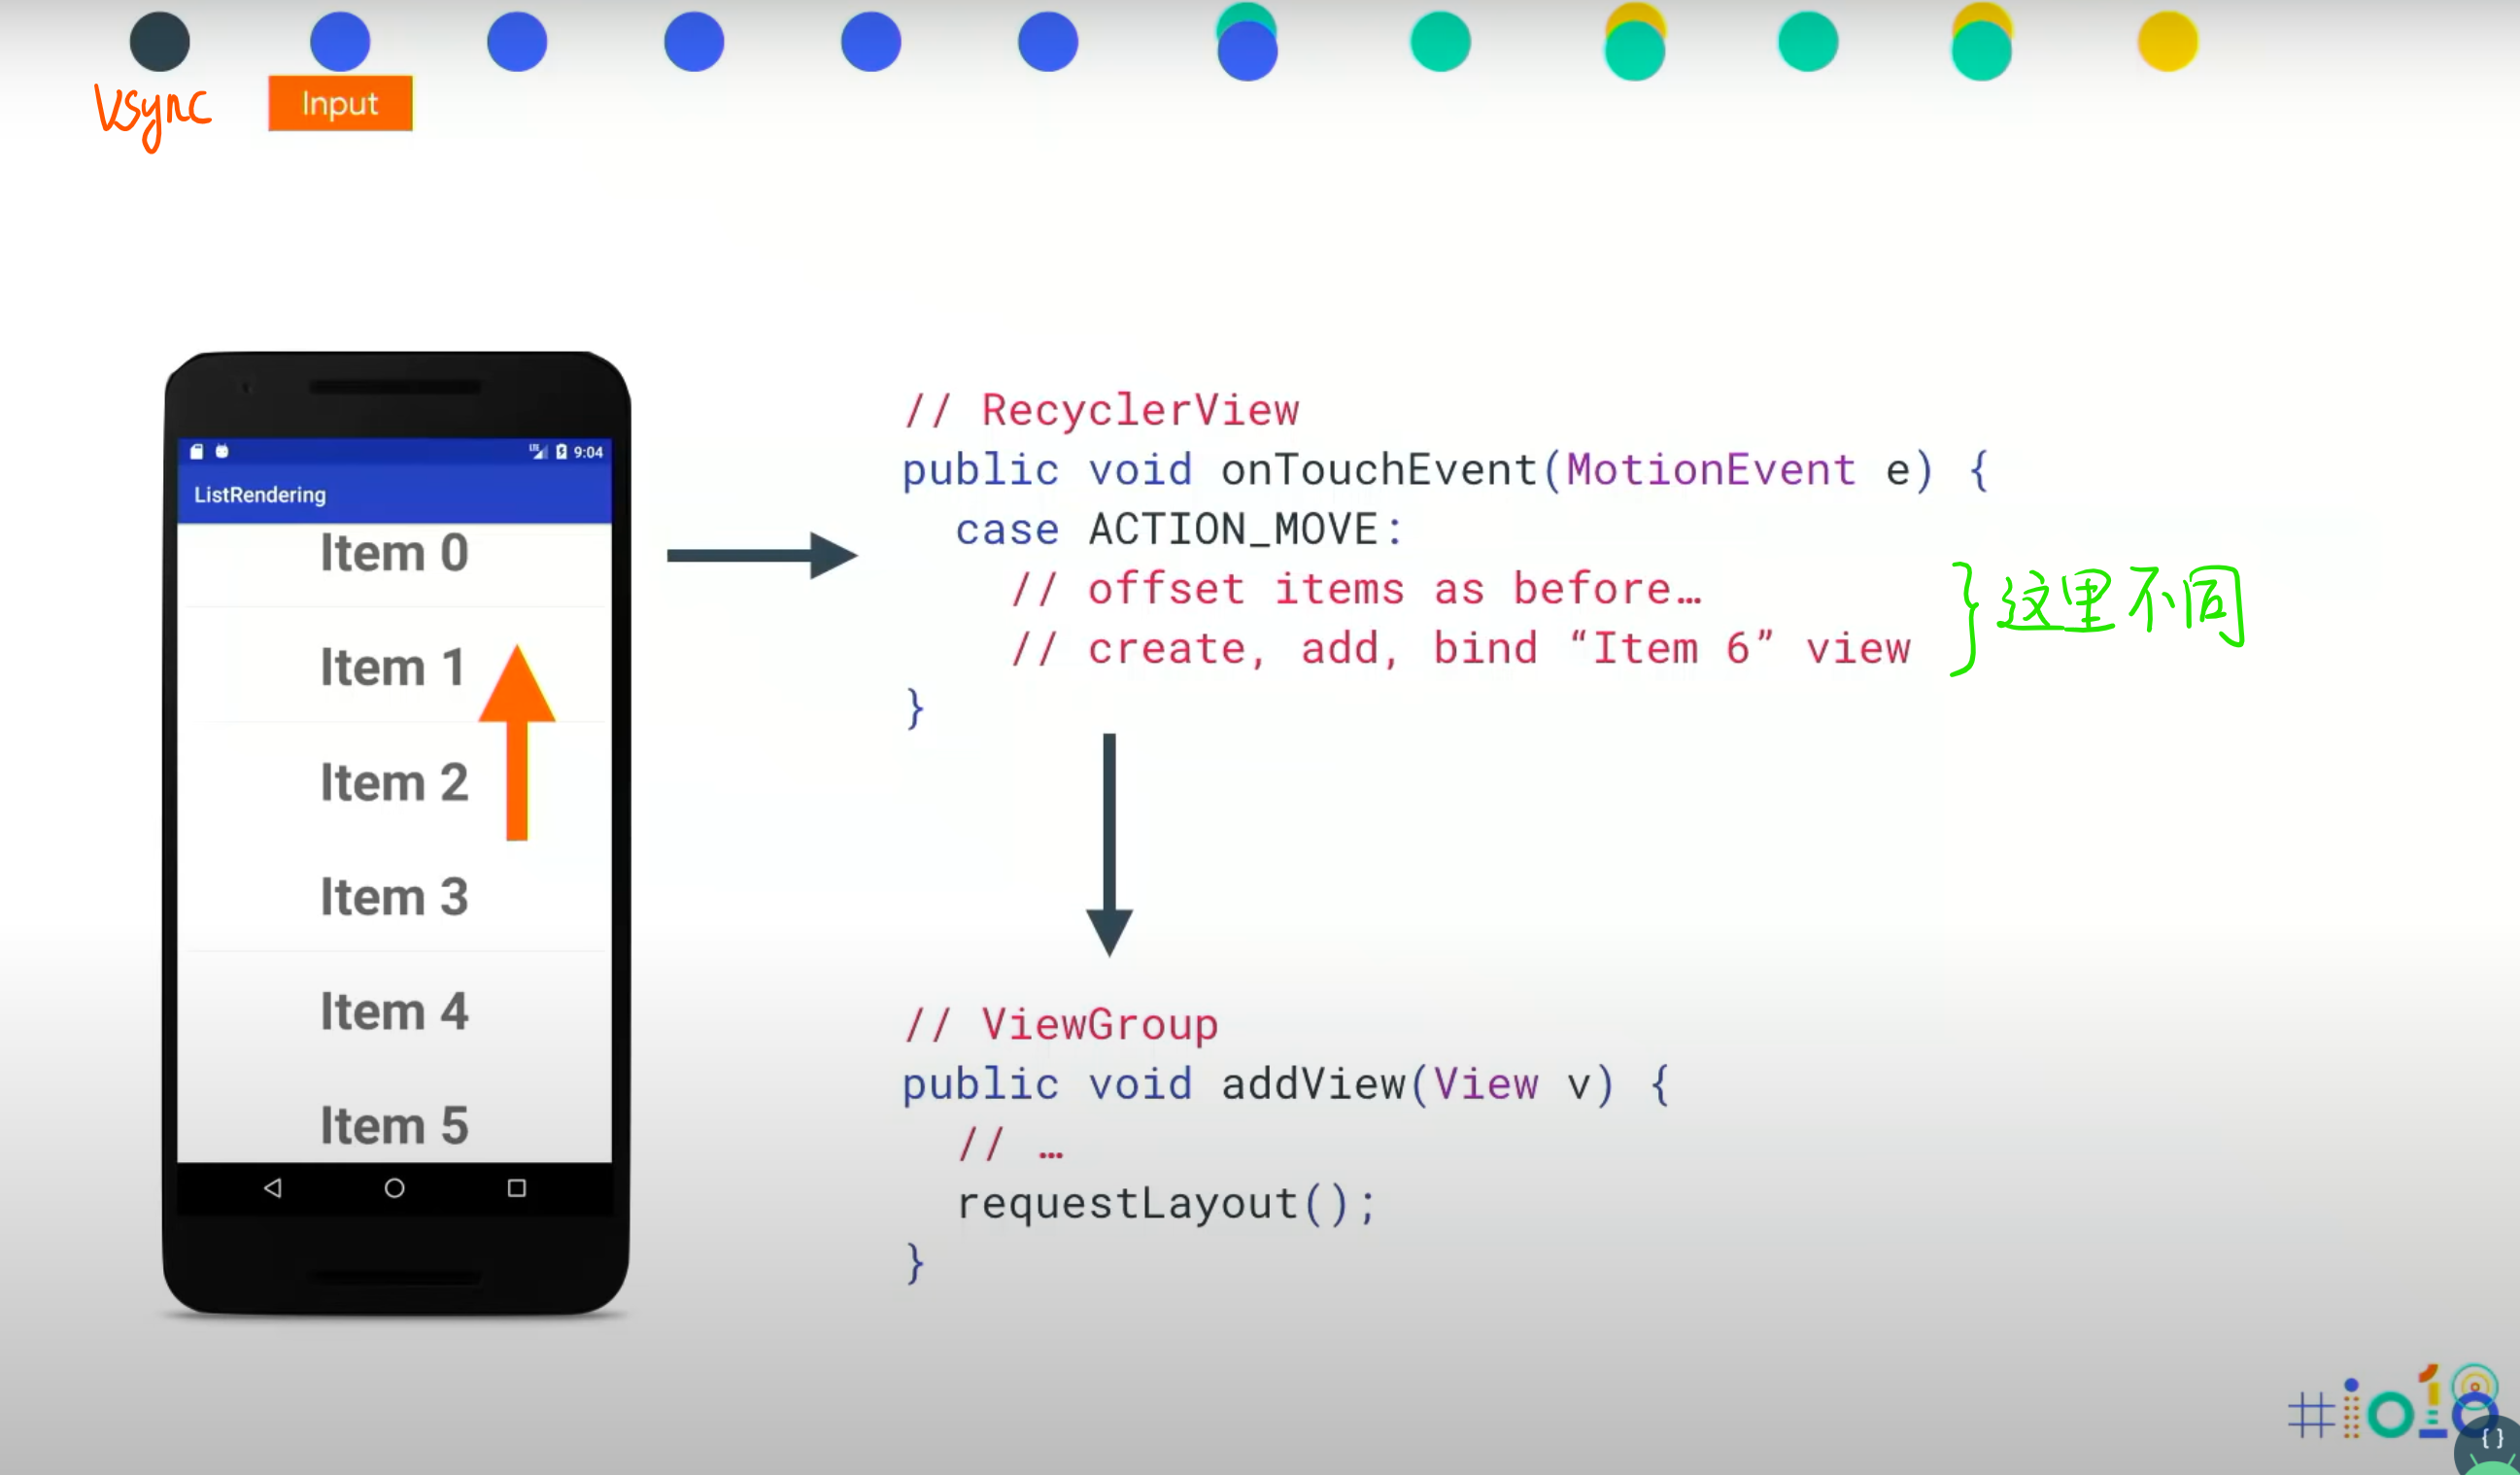 Vsync
Input
9:04
ListRendering
Item 0
Item 1
Item 2
Item 3
Item 4
Item 5
// RecyclerView
public void onTouchEvent(MotionEvent e) {
case ACTION_MOVE:
// offset items as before…
// create, add, bind “Item 6” view
}
这里不同
// ViewGroup
public void addView(View v) {
// …
requestLayout();
}
#io18
{ }